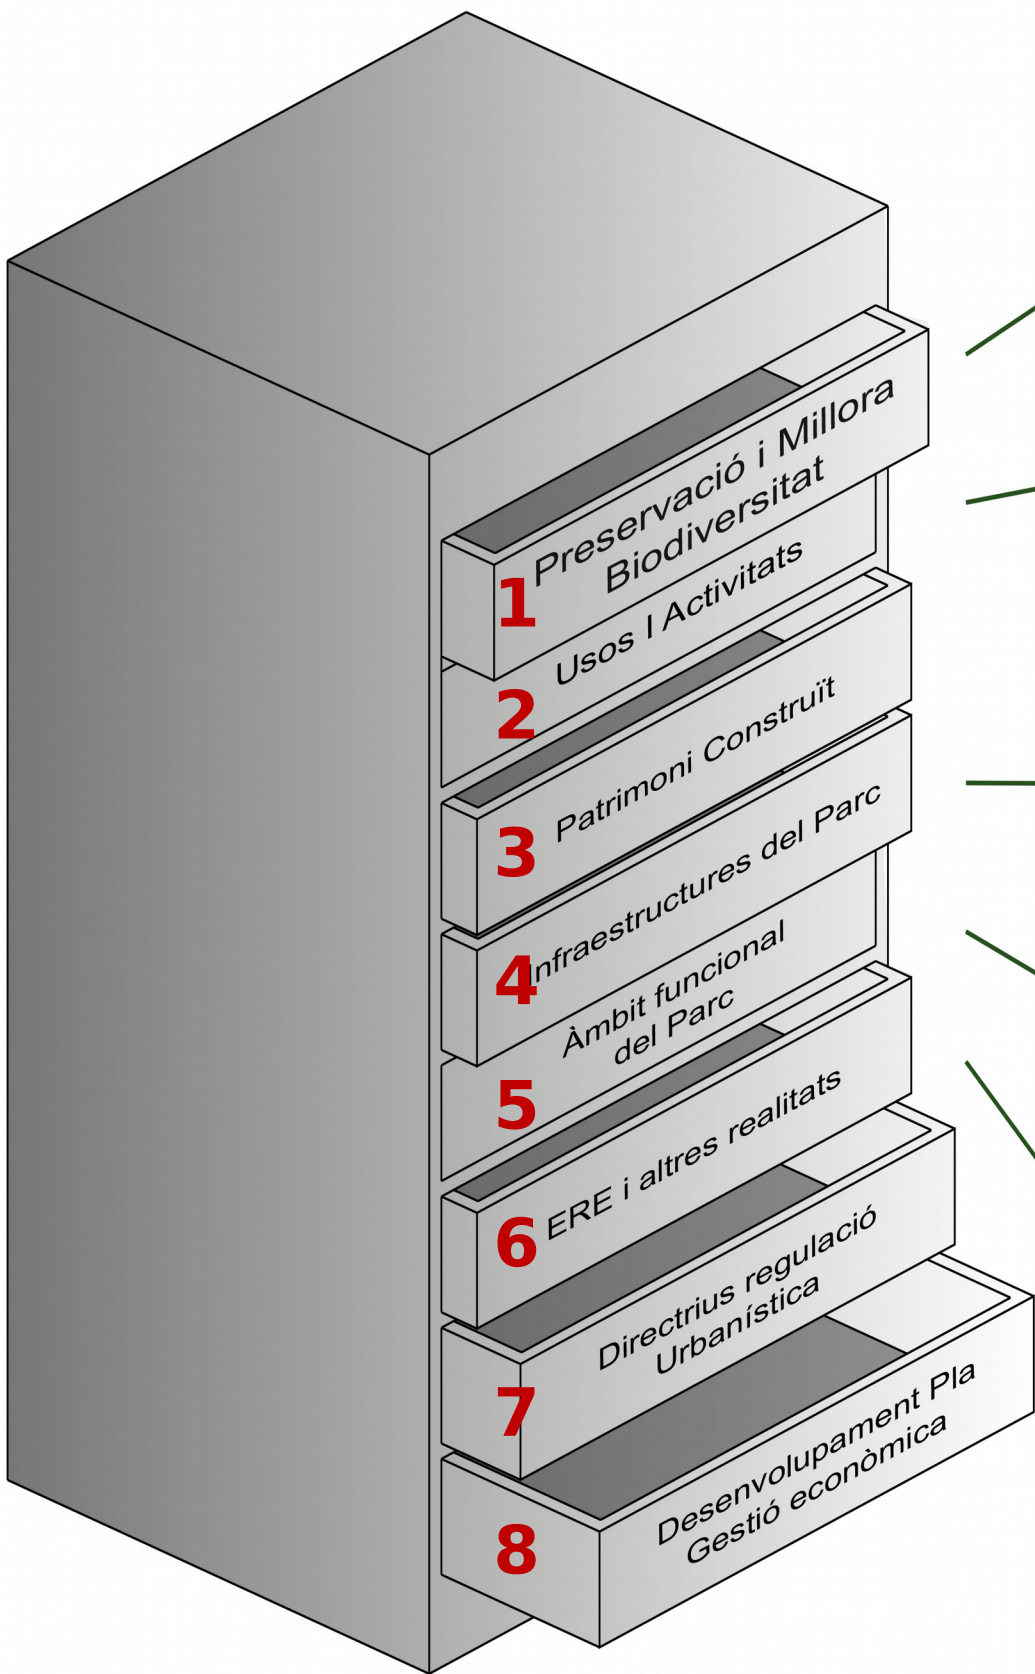 1
Preservació i Millora
Biodiversitat
2
Usos I Activitats
3
Patrimoni Construït
4
Infraestructures del Parc
5
Àmbit funcional
del Parc
6
ERE i altres realitats
7
Directrius regulació
Urbanística
8
Desenvolupament Pla
Gestió econòmica